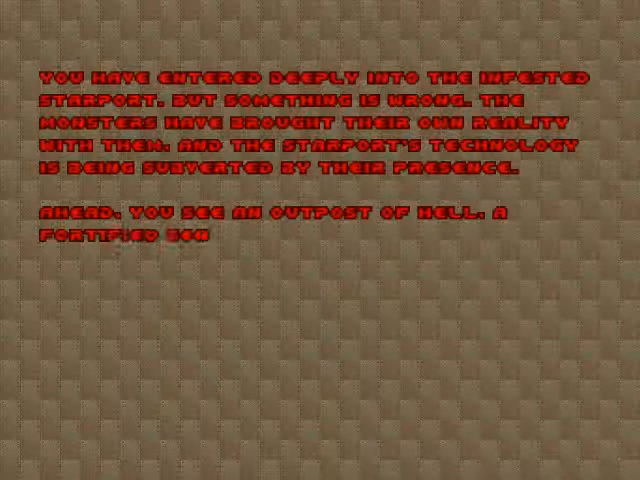 YOU HAVE ENTERED DEEPLY INTO THE INFESTED
STARPORT. BUT SOMETHING IS WRONG. THE
MONSTERS HAVE BROUGHT THEIR OWN REALITY
WITH THEM, AND THE STARPORT'S TECHNOLOGY
IS BEING SUBVERTED BY THEIR PRESENCE.
AHEAD, YOU SEE AN OUTPOST OF HELL, A
FORTIFIED ZON